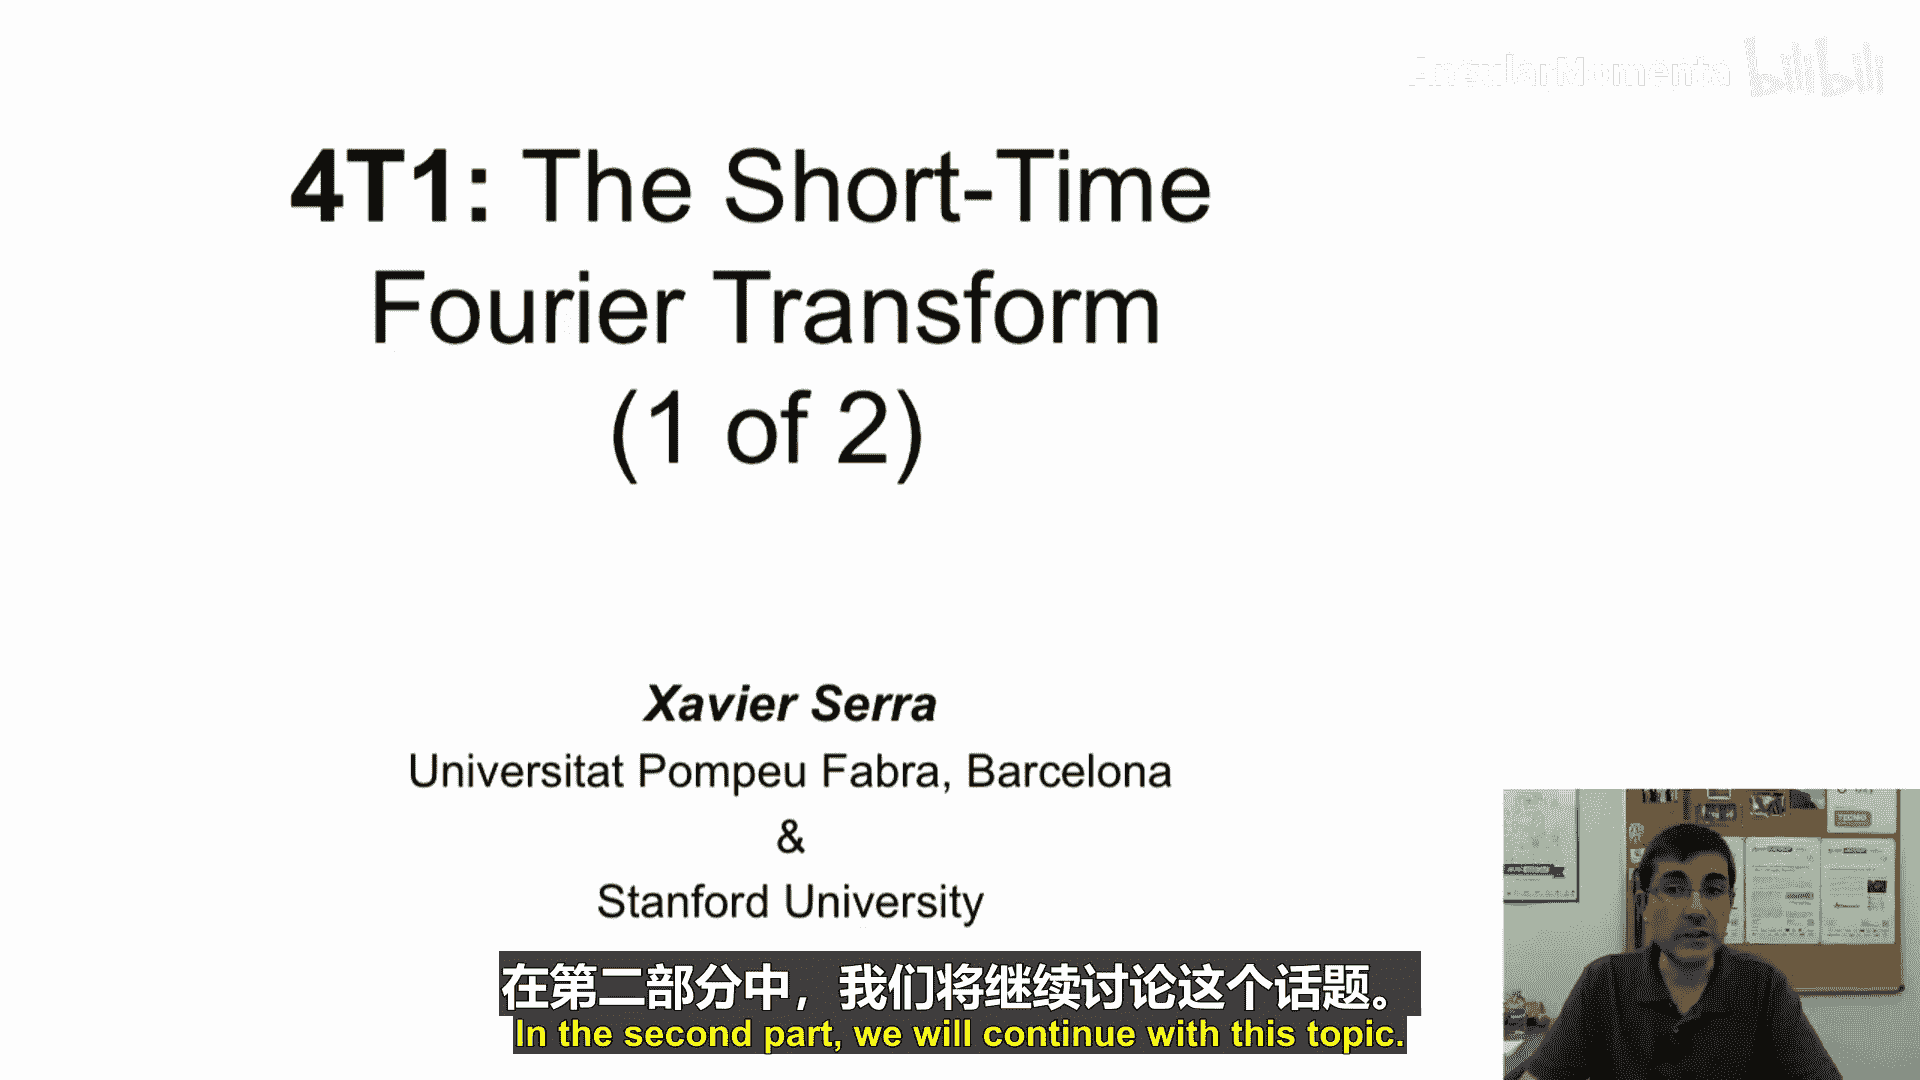 bilibili
4T1: The Short-Time
Fourier Transform
(1 of 2)
Xavier Serra
Universitat Pompeu Fabra, Barcelona
&
Stanford University
TECNIO
在第二部分中，我们将继续讨论这个话题。
In the second part, we will continue with this topic.